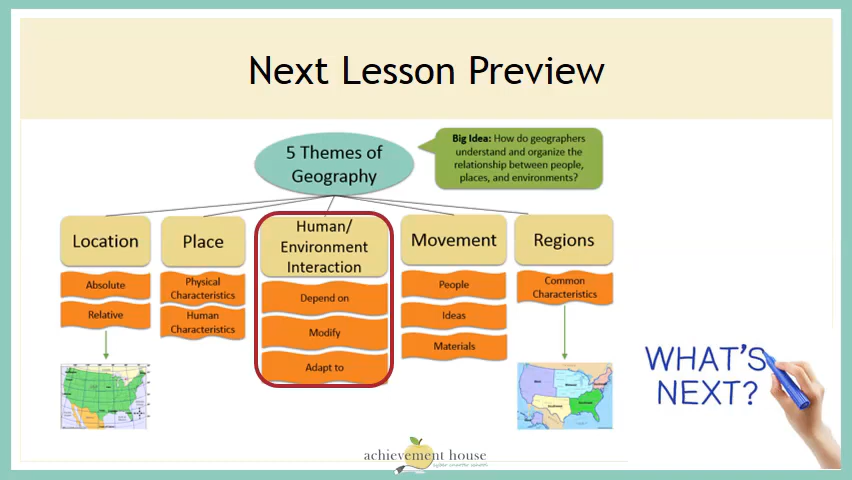 Next Lesson Preview
5 Themes of
Geography
Big Idea: How do geographers
understand and organize the
relationship between people,
places, and environments?
Location
Absolute
Relative
Place
Physical
Characteristics
Human
Characteristics
Human/
Environment
Interaction
Depend on
Modify
Adapt to
Movement
People
Ideas
Materials
Regions
Common
Characteristics
WHAT'S
NEXT?
achievement house